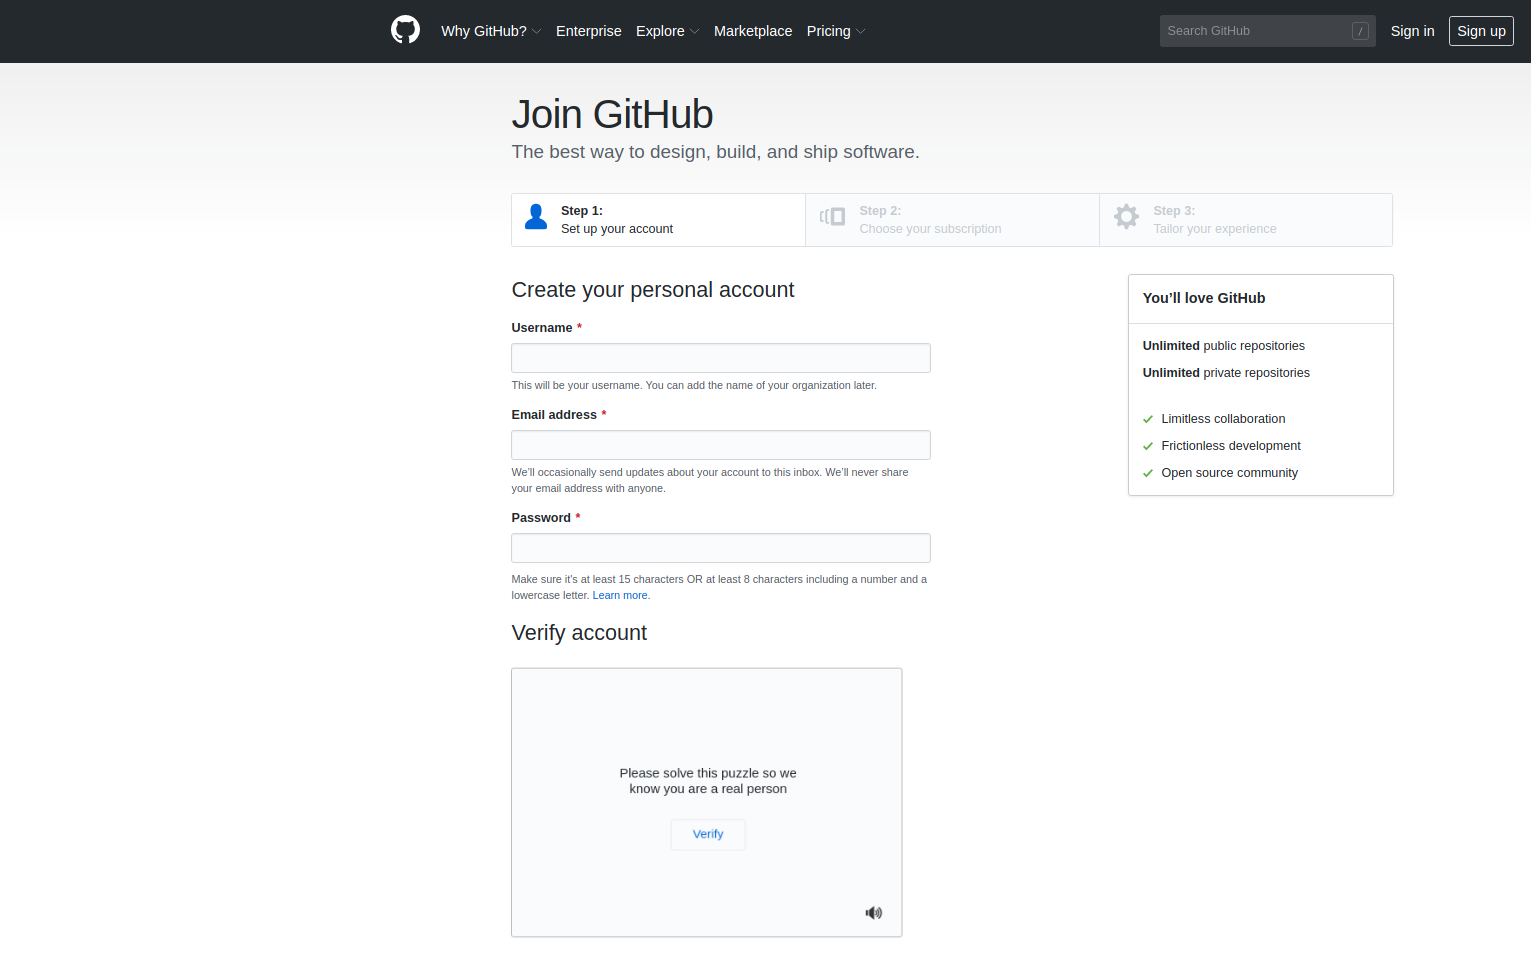 Why GitHub? Enterprise Explore Marketplace Pricing Search GitHub / Sign in Sign up
Join GitHub
The best way to design, build, and ship software.
Step 1:
Set up your account
Step 2:
Choose your subscription
Step 3:
Tailor your experience
Create your personal account
Username *
This will be your username. You can add the name of your organization later.
Email address *
We’ll occasionally send updates about your account to this inbox. We’ll never share
your email address with anyone.
Password *
Make sure it's at least 15 characters OR at least 8 characters including a number and a
lowercase letter. Learn more.
Verify account
Please solve this puzzle so we
know you are a real person
Verify
You’ll love GitHub
Unlimited public repositories
Unlimited private repositories
Limitless collaboration
Frictionless development
Open source community